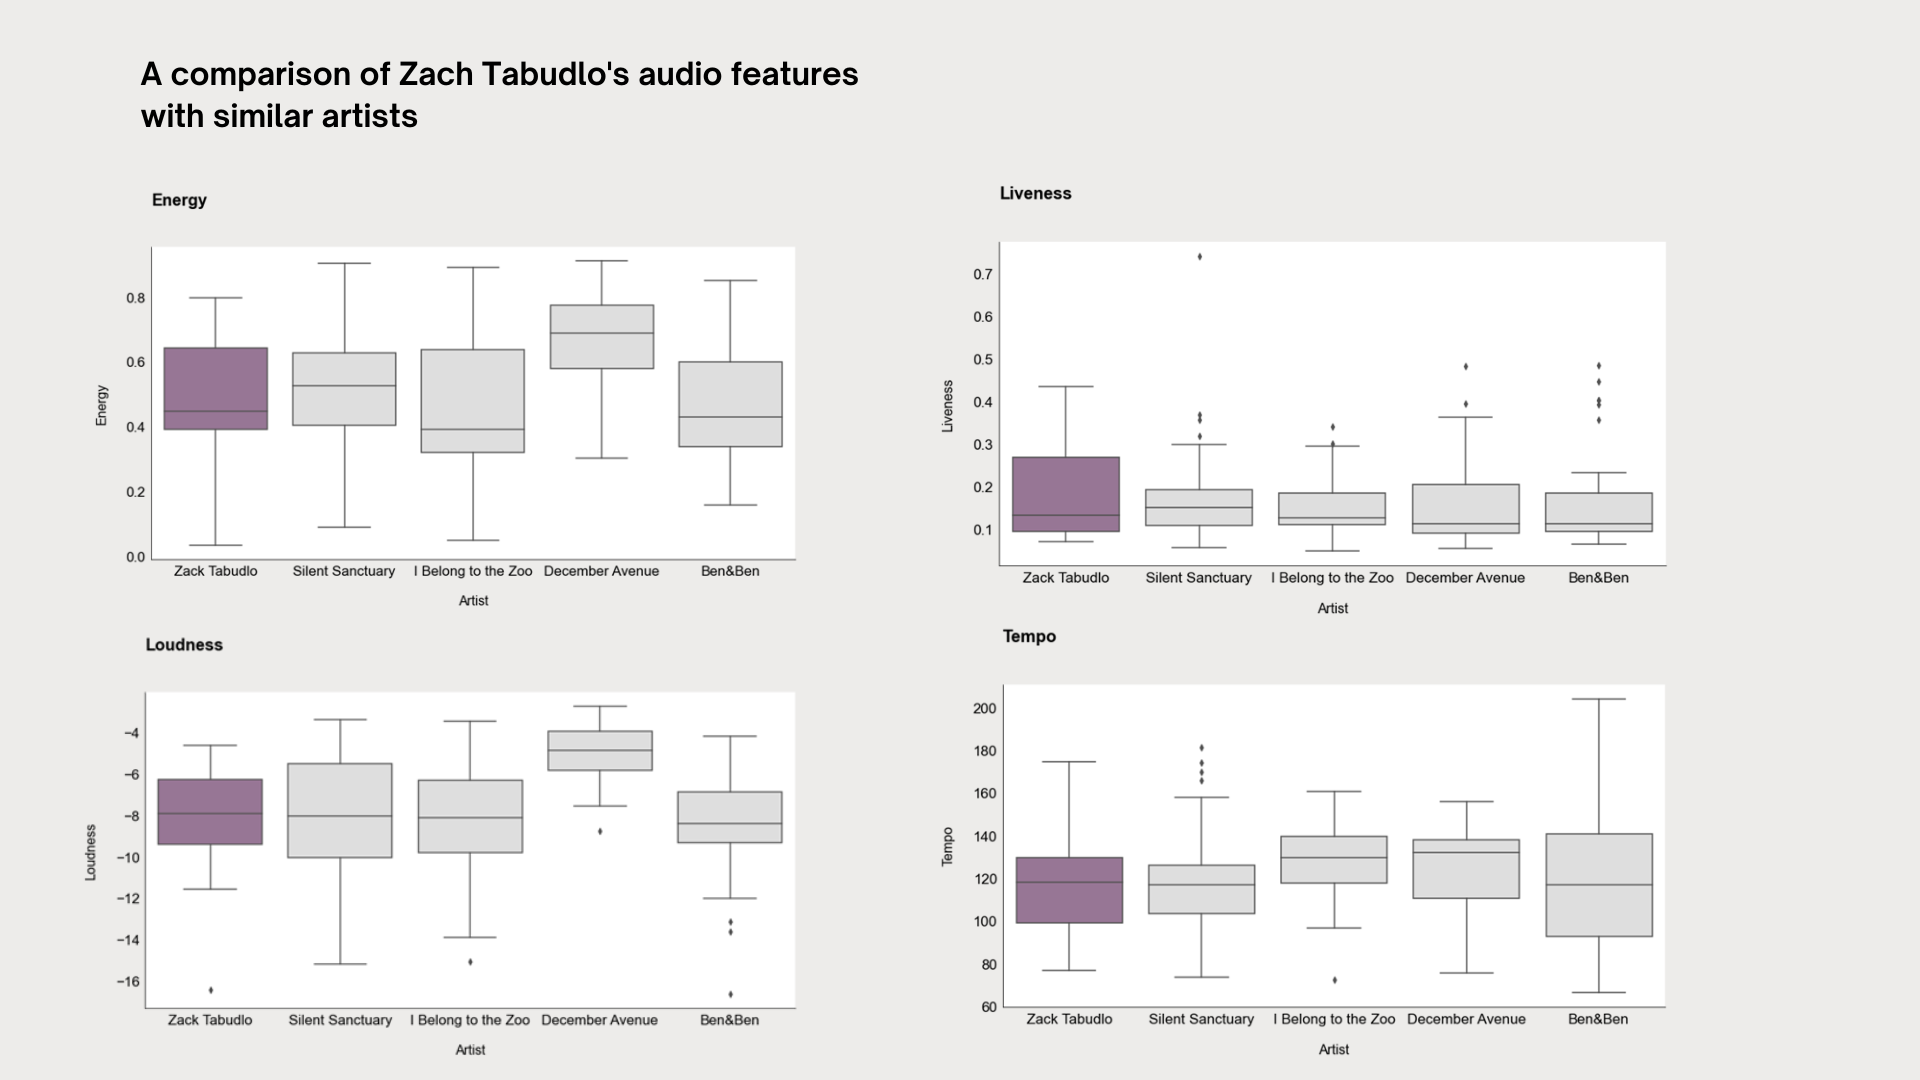 A comparison of Zach Tabudlo's audio features
with similar artists
Energy
0.8
0.6
0.4
0.2
0.0
Energy
Zack Tabudlo Silent Sanctuary I Belong to the Zoo December Avenue Ben&Ben
Artist
Liveness
0.7
0.6
0.5
0.4
0.3
0.2
0.1
Liveness
Zack Tabudlo Silent Sanctuary I Belong to the Zoo December Avenue Ben&Ben
Artist
Loudness
−4
−6
−8
−10
−12
−14
−16
Loudness
Zack Tabudlo Silent Sanctuary I Belong to the Zoo December Avenue Ben&Ben
Artist
Tempo
200
180
160
140
120
100
80
60
Tempo
Zack Tabudlo Silent Sanctuary I Belong to the Zoo December Avenue Ben&Ben
Artist